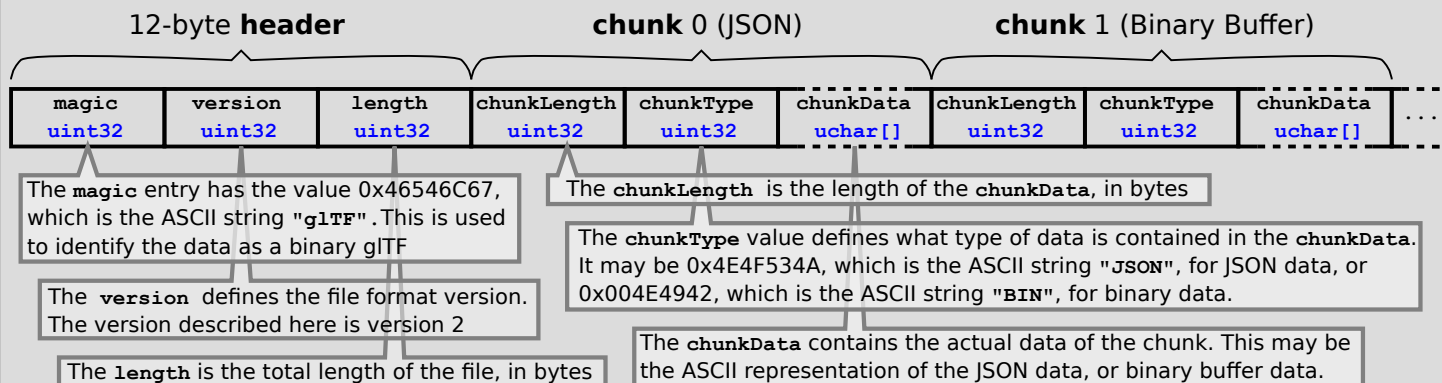 12-byte header
chunk 0 (JSON)
chunk 1 (Binary Buffer)
magic version length chunkLength chunkType chunkData chunkLength chunkType chunkData
uint32 uint32 uint32 uint32 uint32 uchar[] uint32 uint32 uchar[] ...
The magic entry has the value 0x46546C67,
which is the ASCII string "glTF". This is used
to identify the data as a binary glTF
The version defines the file format version.
The version described here is version 2
The length is the total length of the file, in bytes
The chunkLength is the length of the chunkData, in bytes
The chunkType value defines what type of data is contained in the chunkData.
It may be 0x4E4F534A, which is the ASCII string "JSON", for JSON data, or
0x004E4942, which is the ASCII string "BIN", for binary data.
The chunkData contains the actual data of the chunk. This may be
the ASCII representation of the JSON data, or binary buffer data.